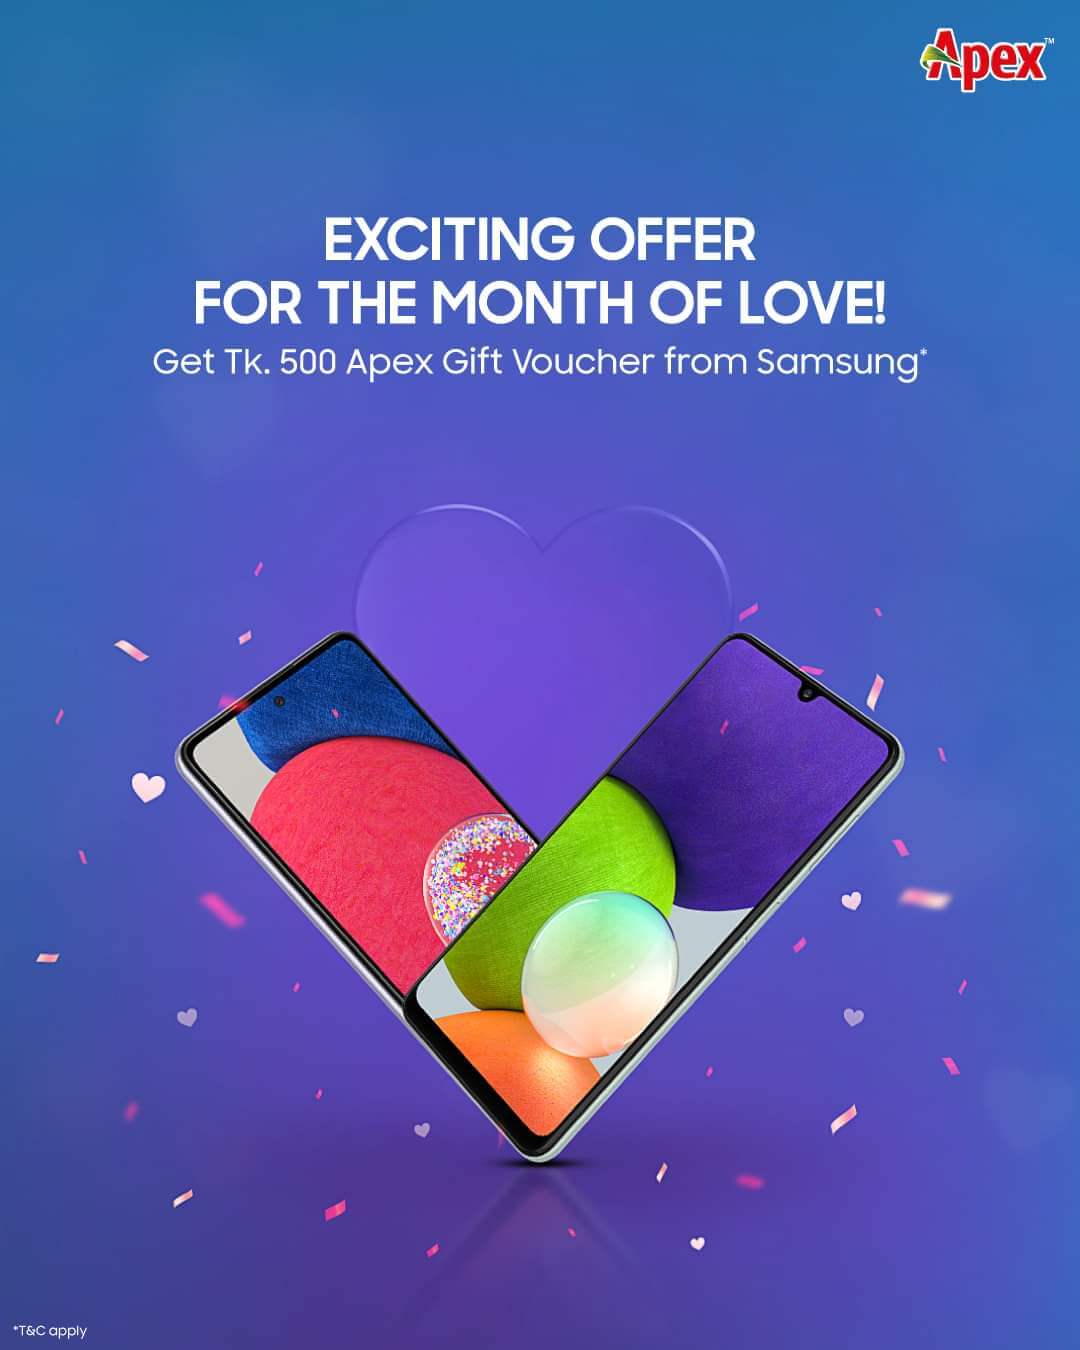 Apex™
EXCITING OFFER
FOR THE MONTH OF LOVE!
Get Tk. 500 Apex Gift Voucher from Samsung*
*T&C apply